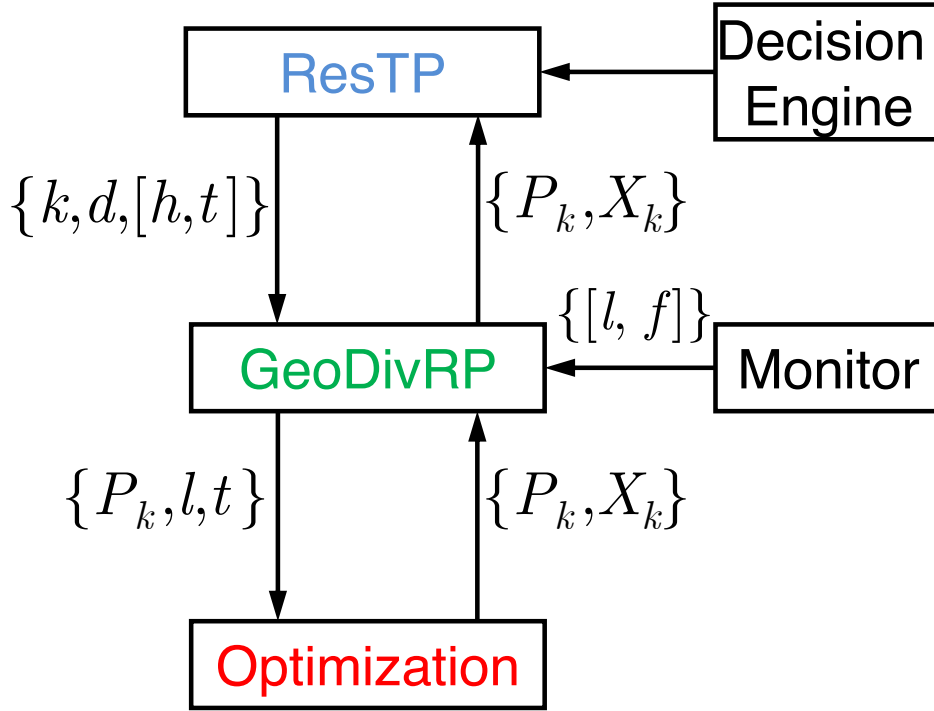 ResTP
Decision
Engine
{k,d,[h,t]}
{P_k,X_k}
{[l, f]}
GeoDivRP
Monitor
{P_k,l,t}
{P_k,X_k}
Optimization